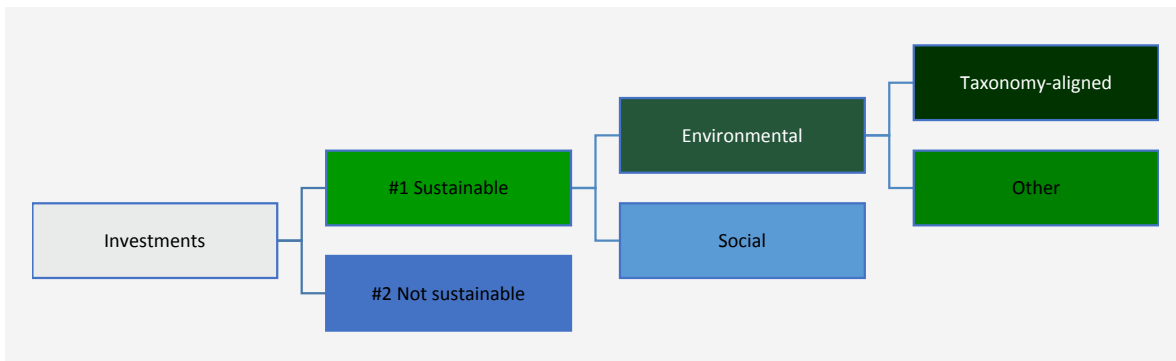 Taxonomy-aligned
Environmental
#1 Sustainable
Other
Investments
Social
#2 Not sustainable